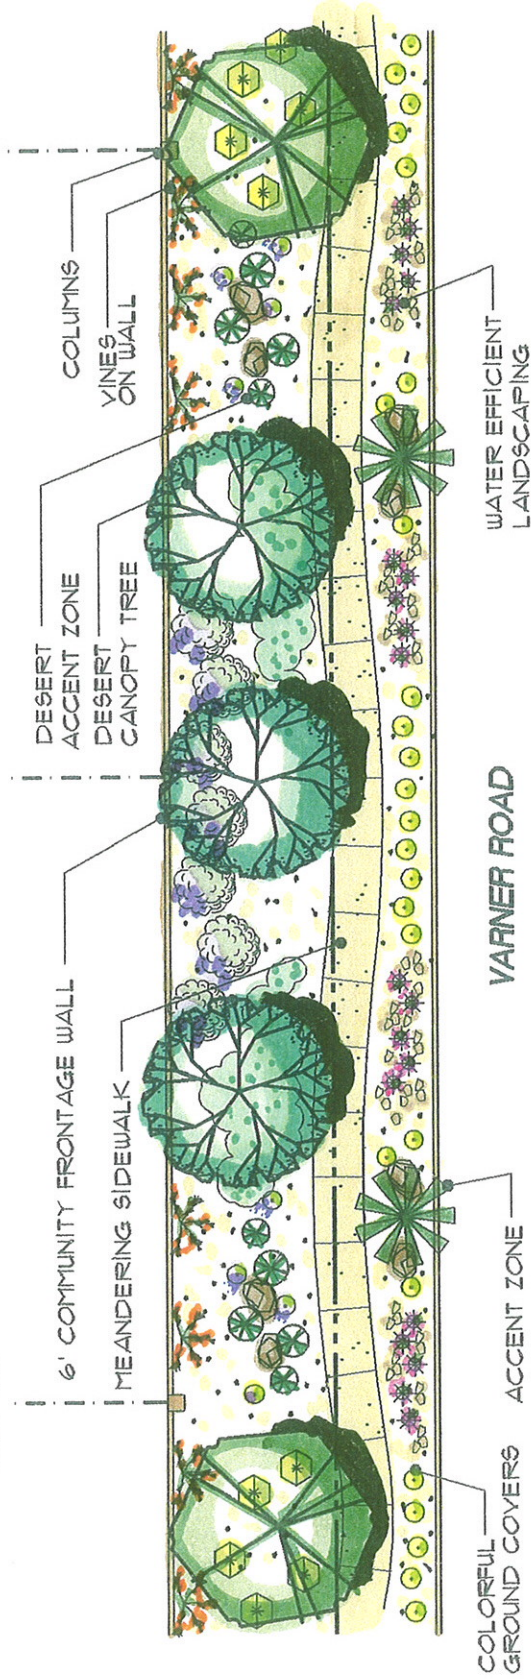 6' COMMUNITY FRONTAGE WALL
MEANDERING SIDEWALK
DESERT
ACCENT ZONE
DESERT
CANOPY TREE
COLUMNS
VINES
ON WALL
COLORFUL
GROUND COVERS
ACCENT ZONE
VARNER ROAD
WATER EFFICIENT
LANDSCAPING